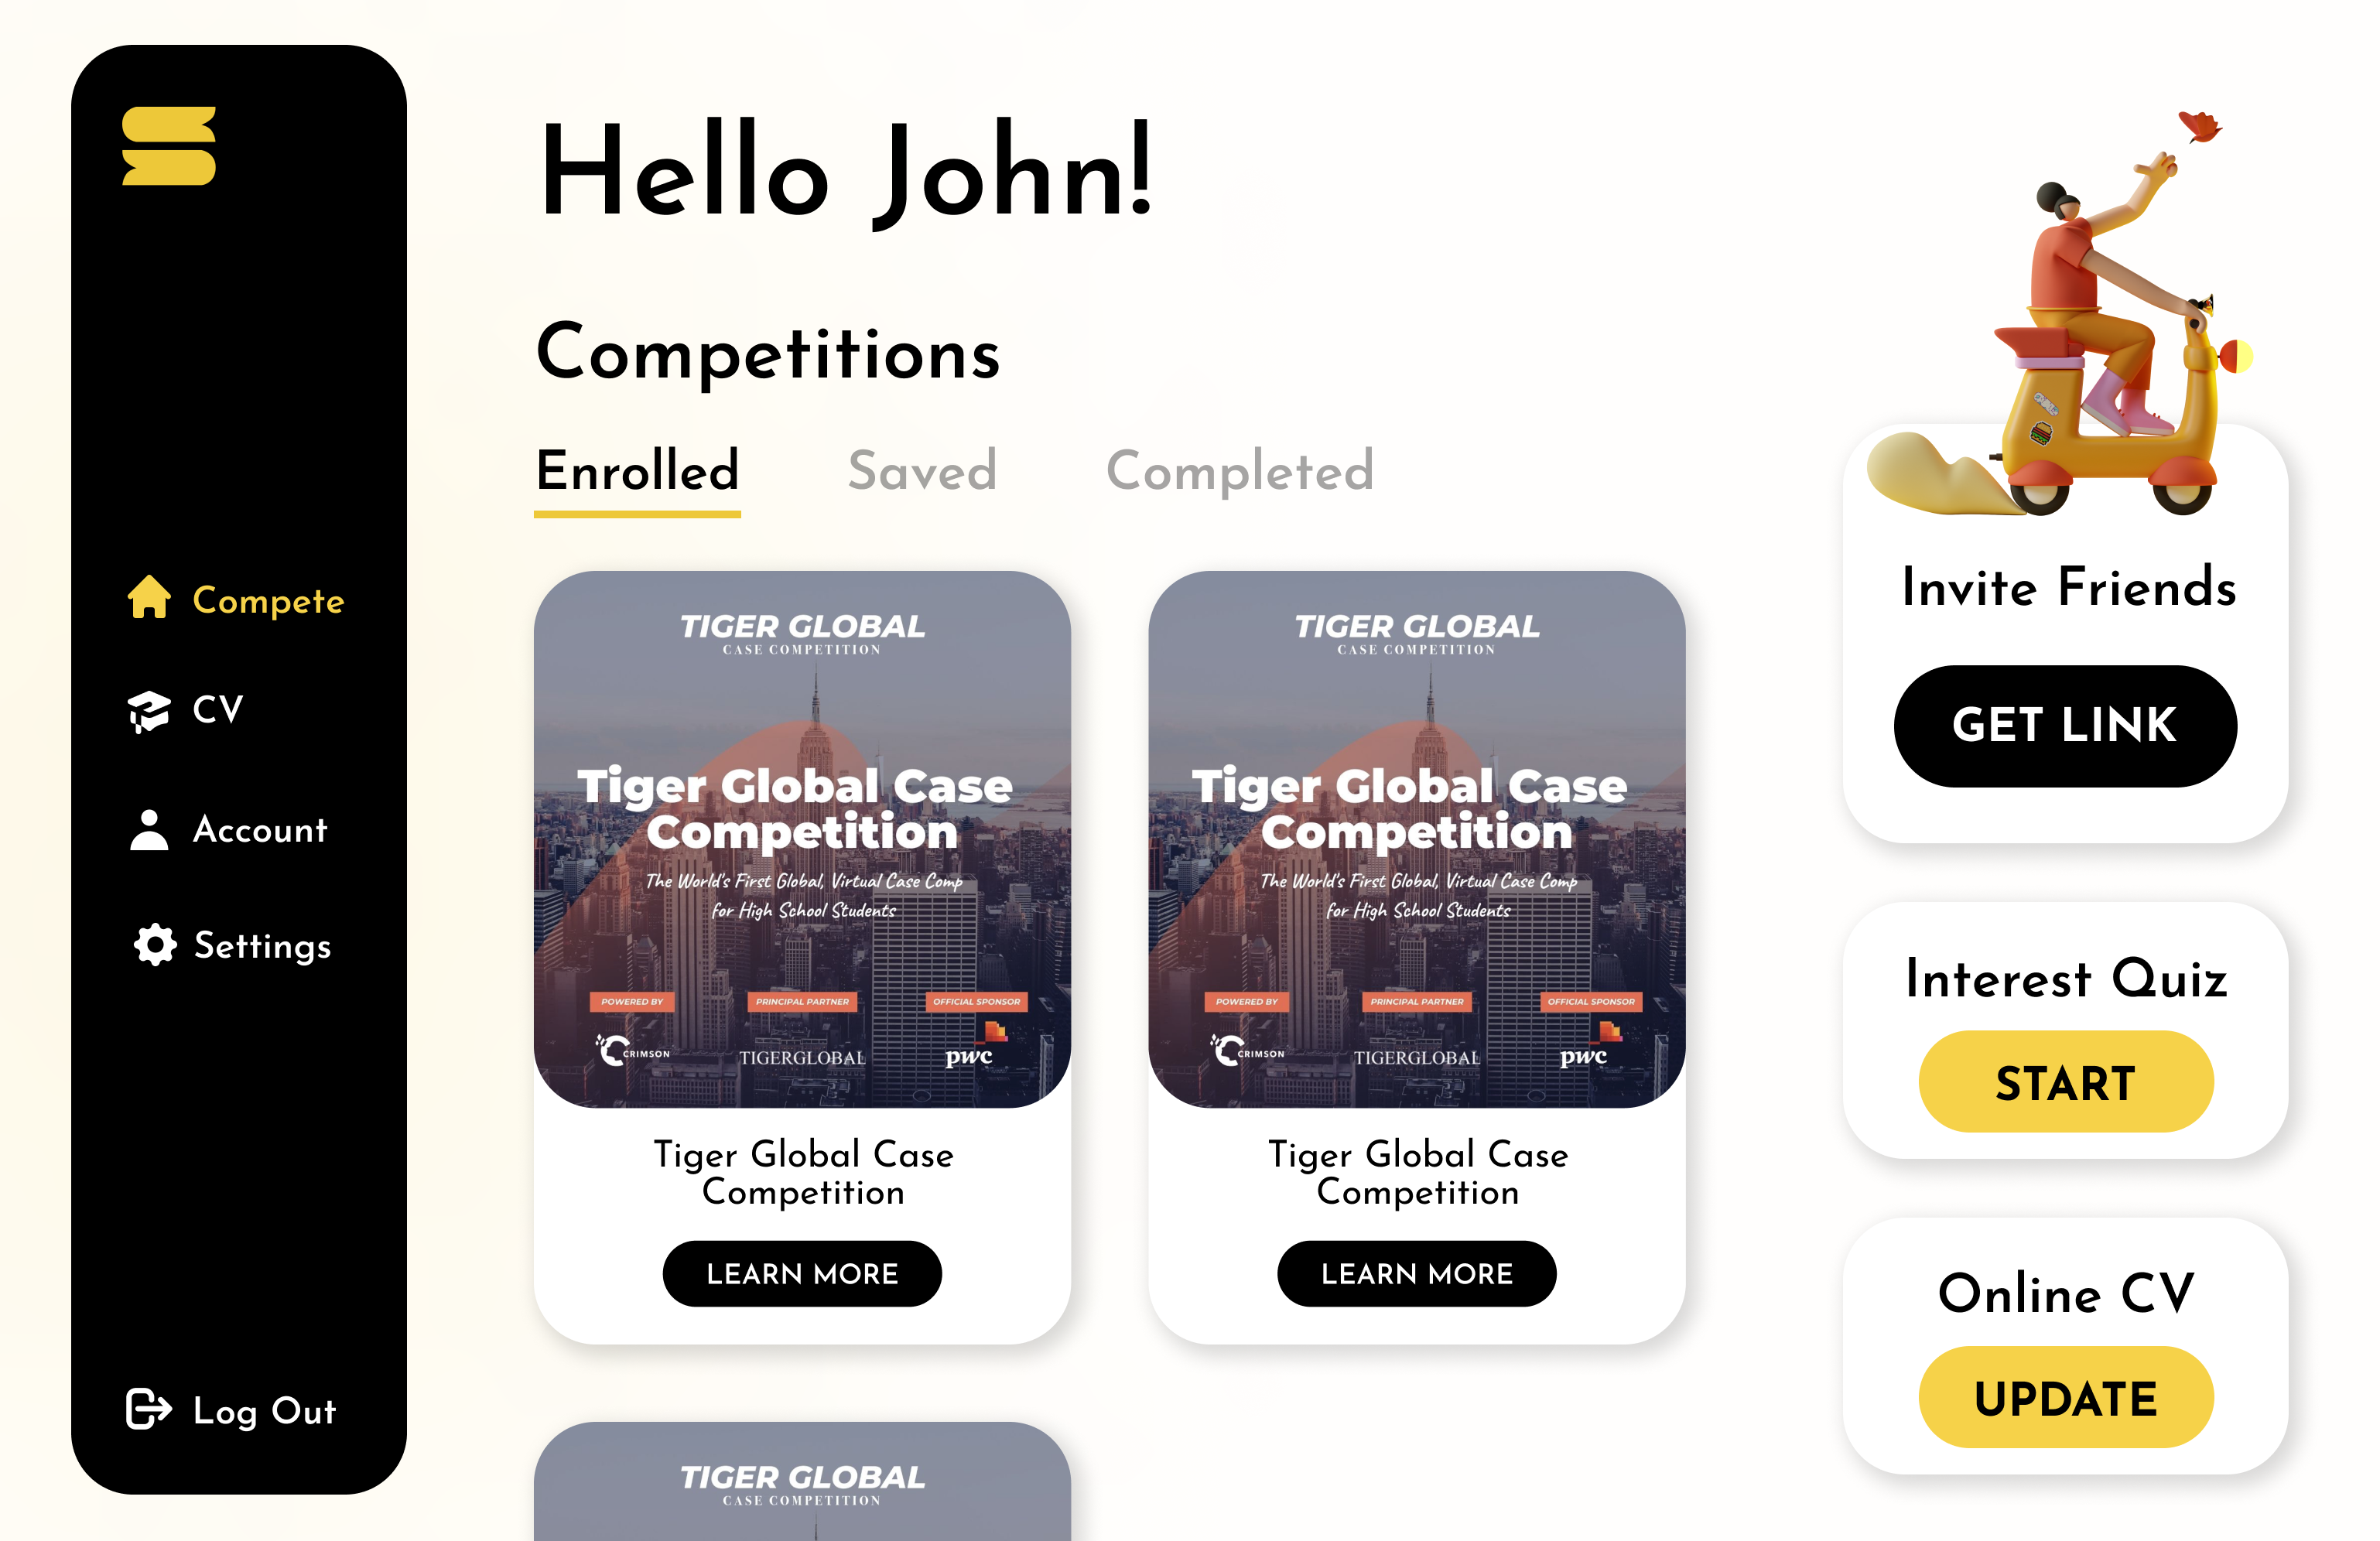 Hello John!
Competitions
Enrolled
Saved
Completed
Compete
CV
Account
Settings
Log Out
TIGER GLOBAL
CASE COMPETITION
Tiger Global Case
Competition
The World's First Global, Virtual Case Comp
for High School Students
POWERED BY
PRINCIPAL PARTNER
OFFICIAL SPONSOR
CRIMSON
TIGERGLOBAL
pwc
Tiger Global Case
Competition
LEARN MORE
TIGER GLOBAL
CASE COMPETITION
Tiger Global Case
Competition
The World's First Global, Virtual Case Comp
for High School Students
POWERED BY
PRINCIPAL PARTNER
OFFICIAL SPONSOR
CRIMSON
TIGERGLOBAL
pwc
Tiger Global Case
Competition
LEARN MORE
TIGER GLOBAL
CASE COMPETITION
Invite Friends
GET LINK
Interest Quiz
START
Online CV
UPDATE